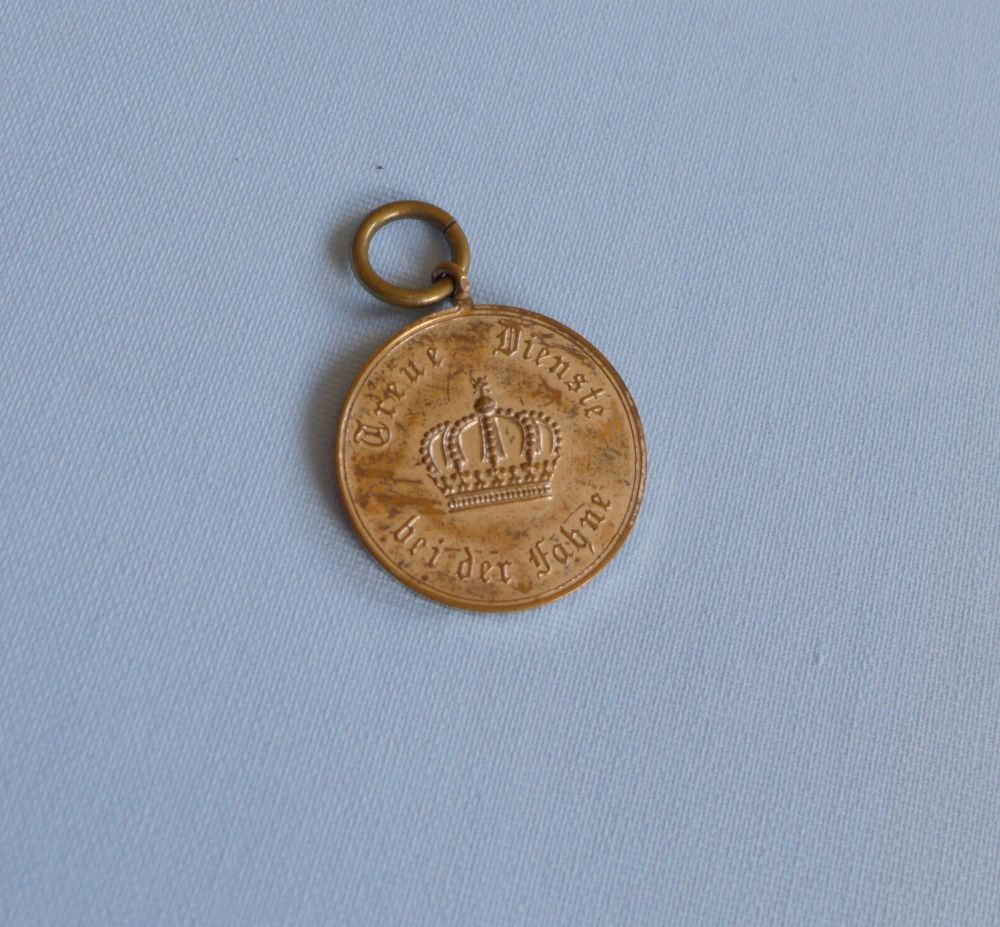 Treue Dienste
bei der Fahne